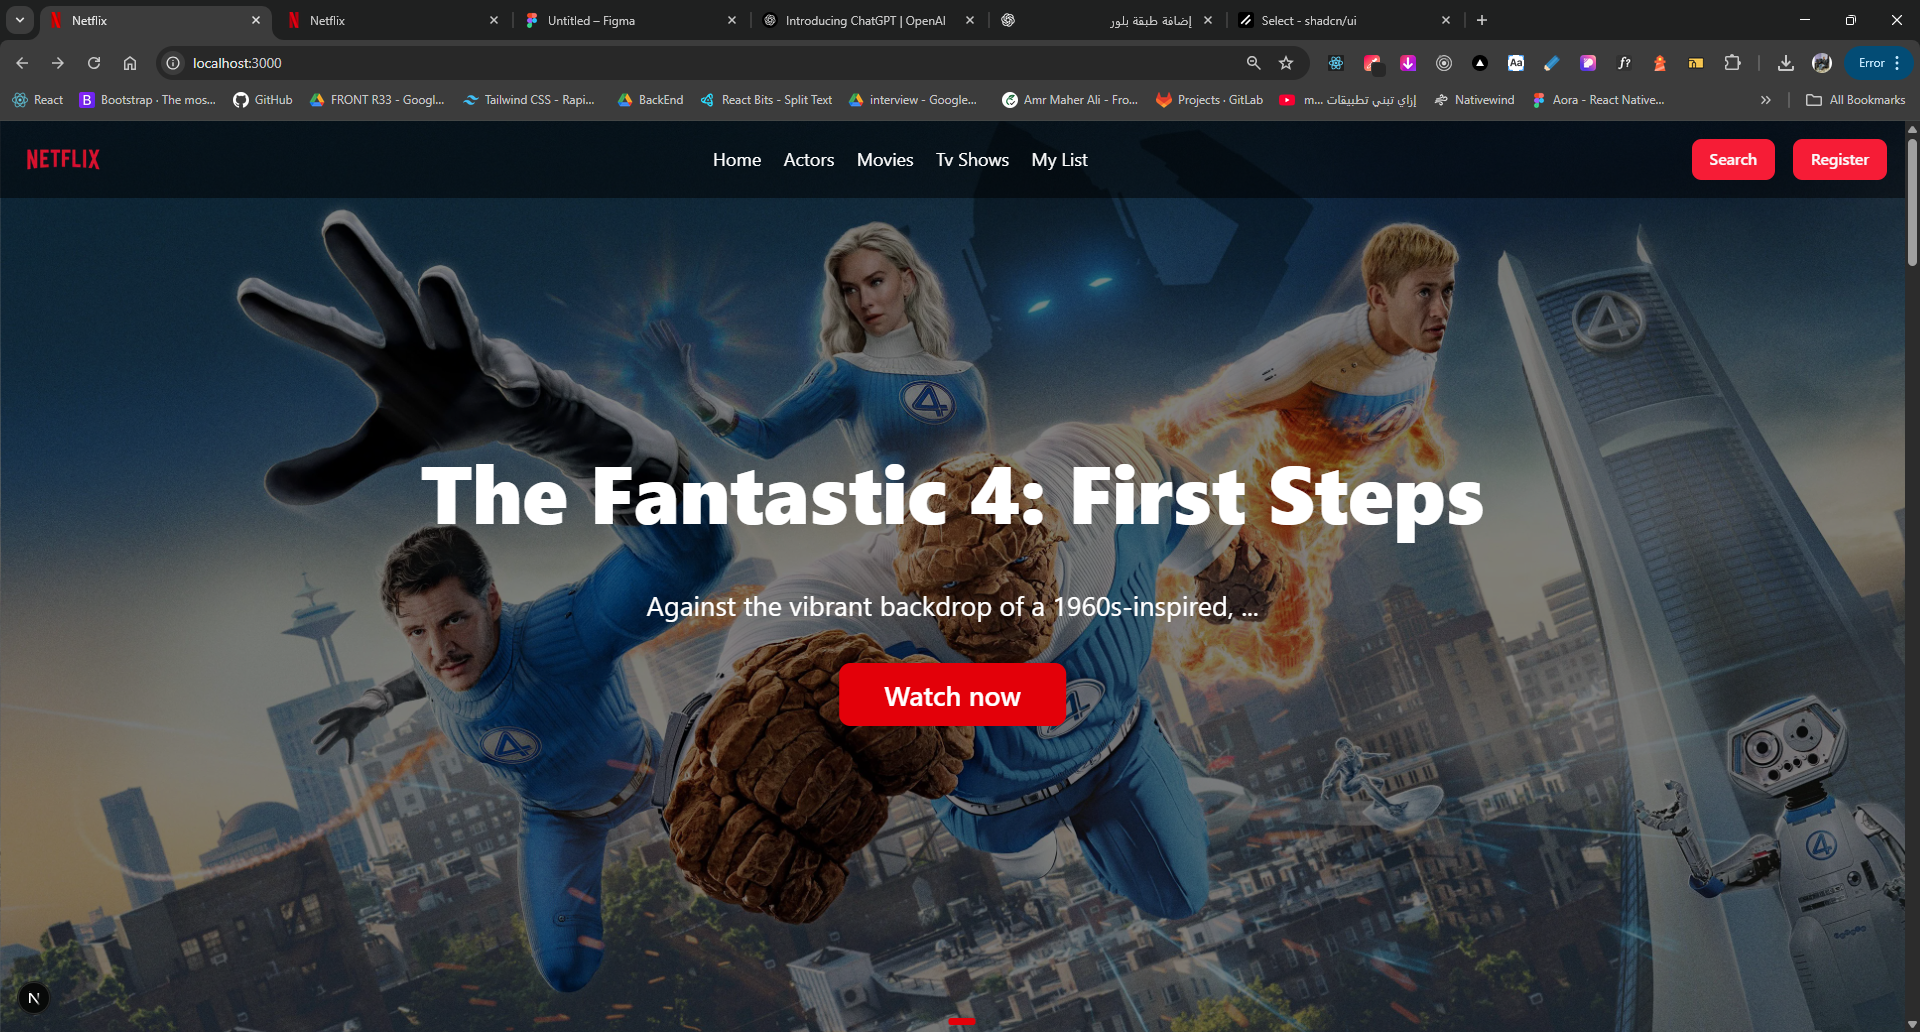 Netflix
Netflix
Untitled – Figma
Introducing ChatGPT | OpenAI
إضافة طبقة بلور
Select - shadcn/ui
localhost:3000
Error
React
Bootstrap · The mos...
GitHub
FRONT R33 - Googl...
Tailwind CSS - Rapi...
BackEnd
React Bits - Split Text
interview - Google...
Amr Maher Ali - Fro...
Projects · GitLab
إزاي تبني تطبيقات ...m
Nativewind
Aora - React Native...
All Bookmarks
NETFLIX
Home
Actors
Movies
Tv Shows
My List
Search
Register
The Fantastic 4: First Steps
Against the vibrant backdrop of a 1960s-inspired, ...
Watch now